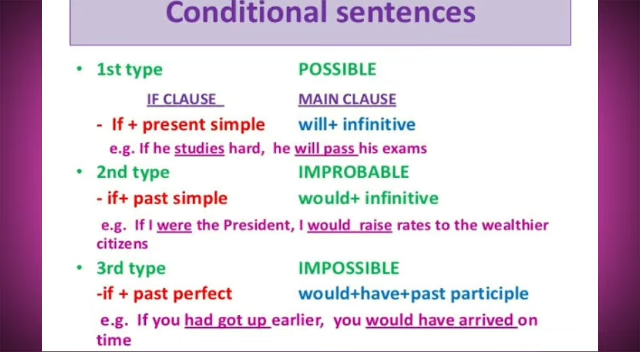 Conditional sentences
• 1st type POSSIBLE
IF CLAUSE MAIN CLAUSE
- If + present simple will+ infinitive
e.g. If he studies hard, he will pass his exams
• 2nd type IMPROBABLE
- if+ past simple would+ infinitive
e.g. If I were the President, I would raise rates to the wealthier
citizens
• 3rd type IMPOSSIBLE
-if + past perfect would+have+past participle
e.g. If you had got up earlier, you would have arrived on
time